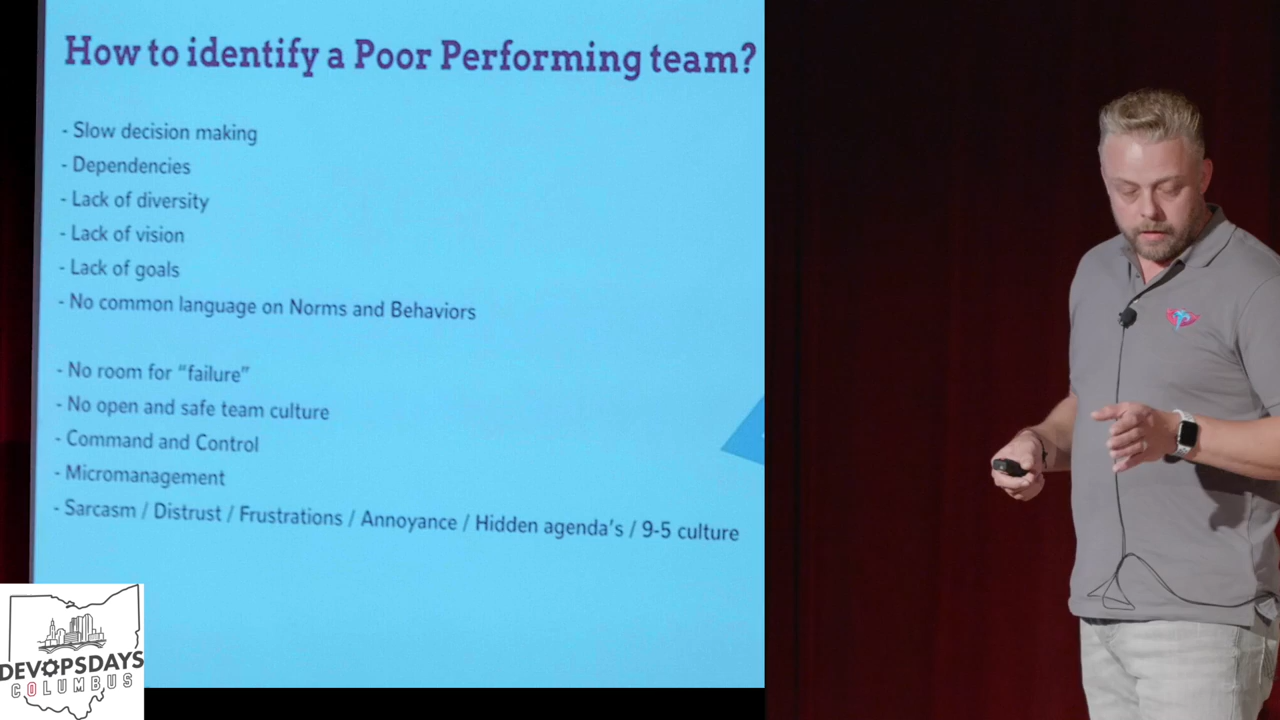 How to identify a Poor Performing team?
- Slow decision making
- Dependencies
- Lack of diversity
- Lack of vision
- Lack of goals
- No common language on Norms and Behaviors
- No room for “failure”
- No open and safe team culture
- Command and Control
- Micromanagement
- Sarcasm / Distrust / Frustrations / Annoyance / Hidden agenda’s / 9-5 culture
DEVOPSDAYS
COLUMBUS